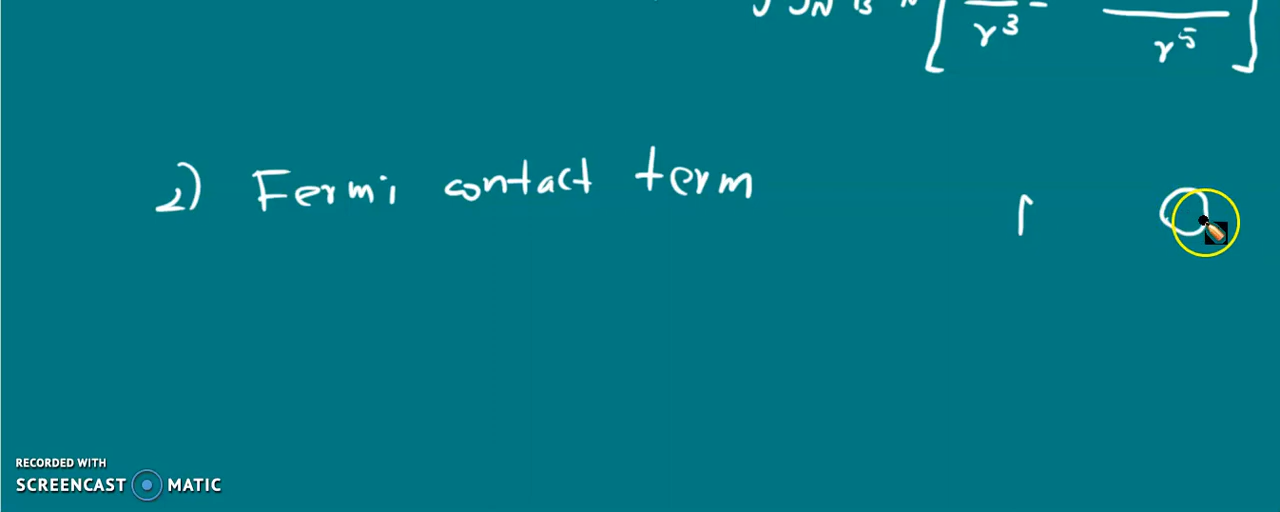 r³ - r⁵
2) Fermi contact term
RECORDED WITH
SCREENCAST MATIC